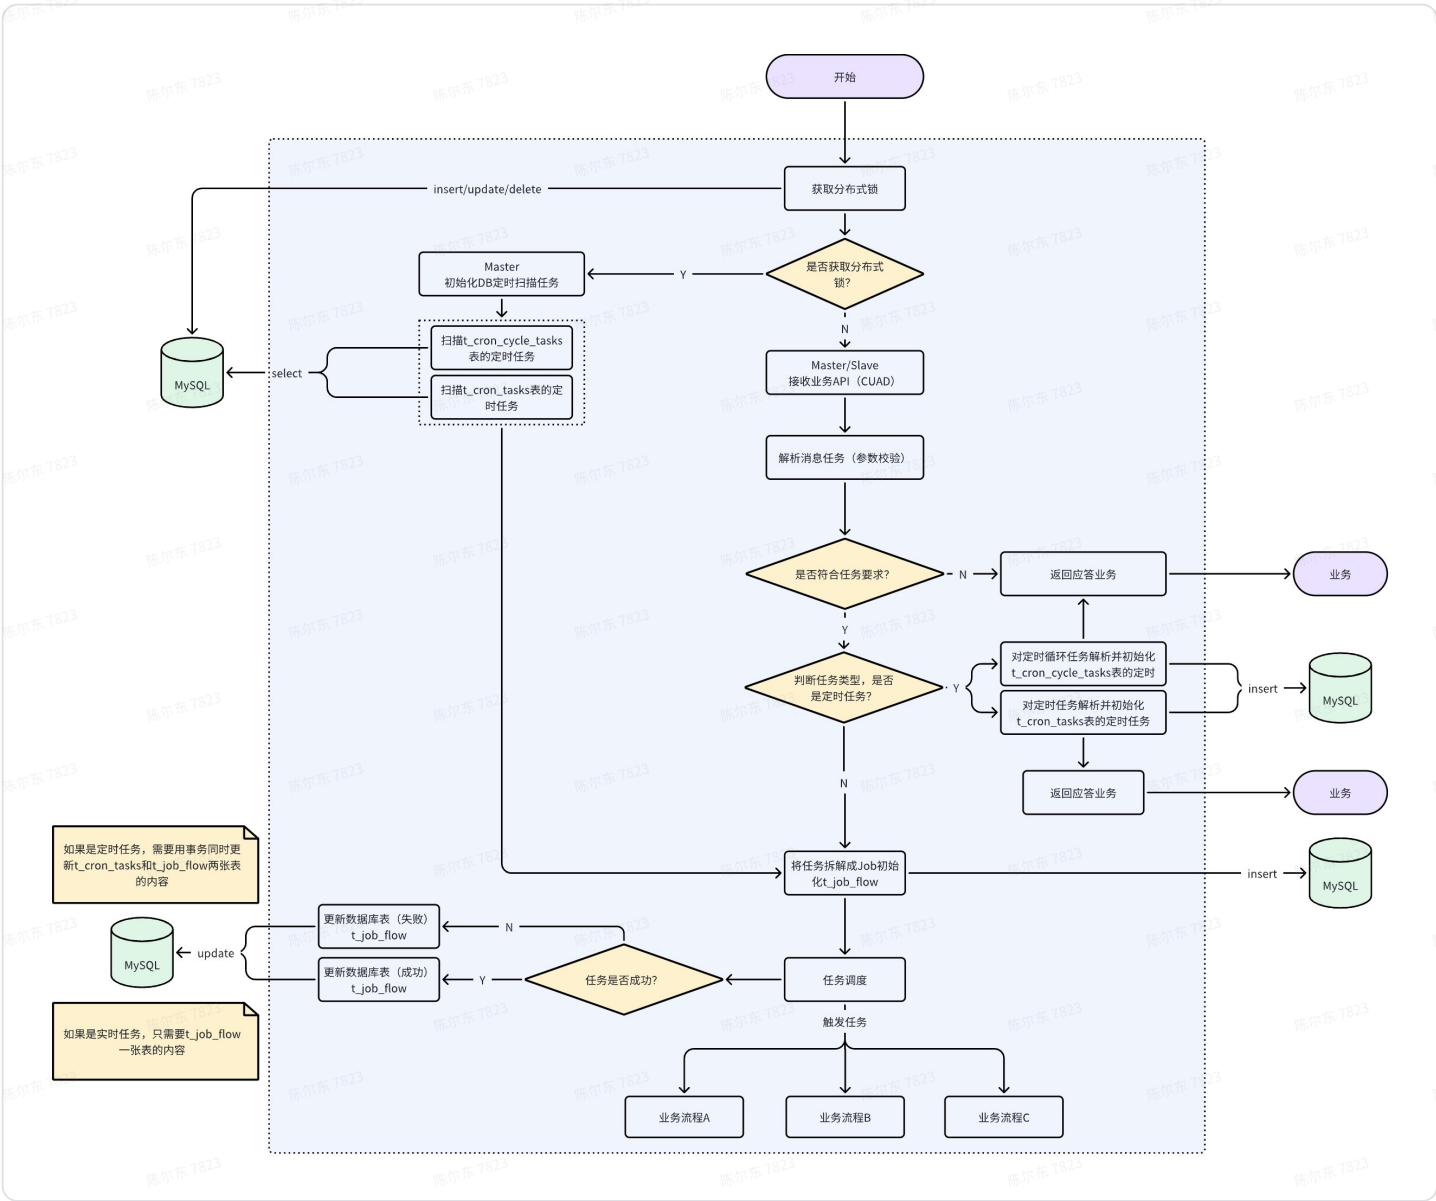 开始
获取分布式锁
insert/update/delete
是否获取分布式
锁?
Y
Master
初始化DB定时扫描任务
N
扫描t_cron_cycle_tasks
表的定时任务
扫描t_cron_tasks表的定
时任务
select
MySQL
Master/Slave
接收业务API（CUAD）
解析消息任务（参数校验）
是否符合任务要求?
N
返回应答业务
业务
Y
判断任务类型，是否
是定时任务?
Y
对定时循环任务解析并初始化
t_cron_cycle_tasks表的定时
对定时任务解析并初始化
t_cron_tasks表的定时任务
insert
MySQL
N
返回应答业务
业务
将任务拆解成Job初始
化t_job_flow
insert
MySQL
如果是定时任务，需要用事务同时更
新t_cron_tasks和t_job_flow两张表
的内容
更新数据库表（失败）
t_job_flow
N
update
MySQL
更新数据库表（成功）
t_job_flow
Y
任务是否成功?
任务调度
如果是实时任务，只需要t_job_flow
一张表的内容
触发任务
业务流程A
业务流程B
业务流程C
陈尔东 7823